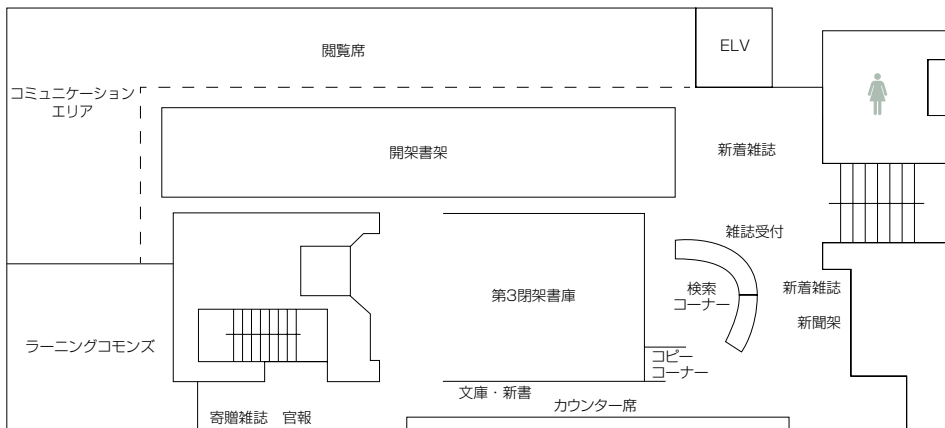 閲覧席
ELV
コミュニケーション
エリア
開架書架
新着雑誌
雑誌受付
第3閉架書庫
検索
コーナー
新着雑誌
新聞架
ラーニングコモンズ
コピー
コーナー
文庫・新書
カウンター席
寄贈雑誌　官報